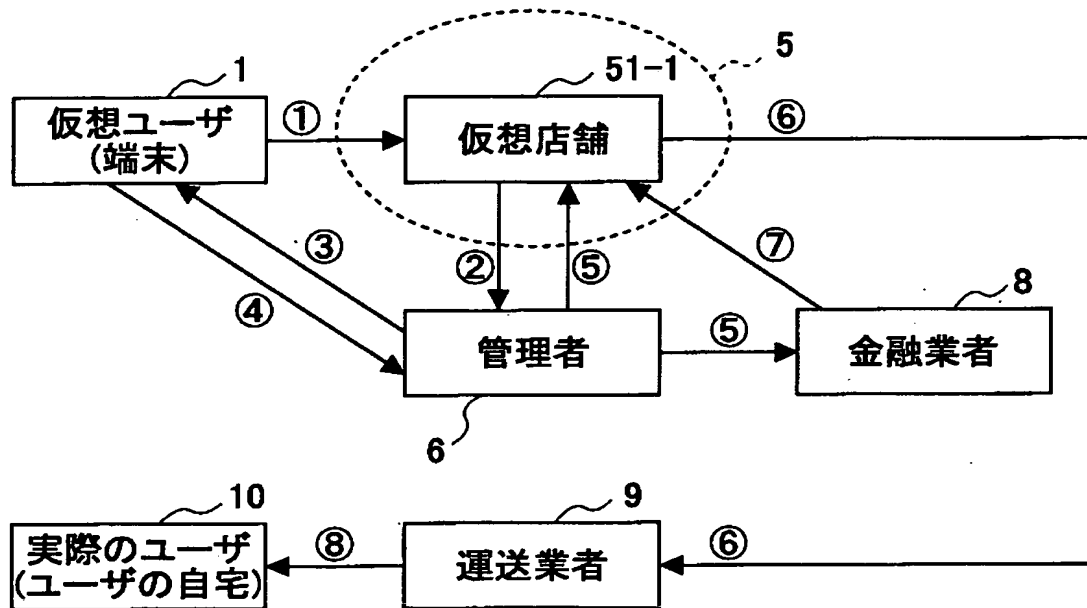 5
1
51-1
仮想ユーザ
(端末)
①
仮想店舗
⑥
③
②
⑤
⑦
④
8
管理者
⑤
金融業者
6
10
9
実際のユーザ
(ユーザの自宅)
⑧
運送業者
⑥